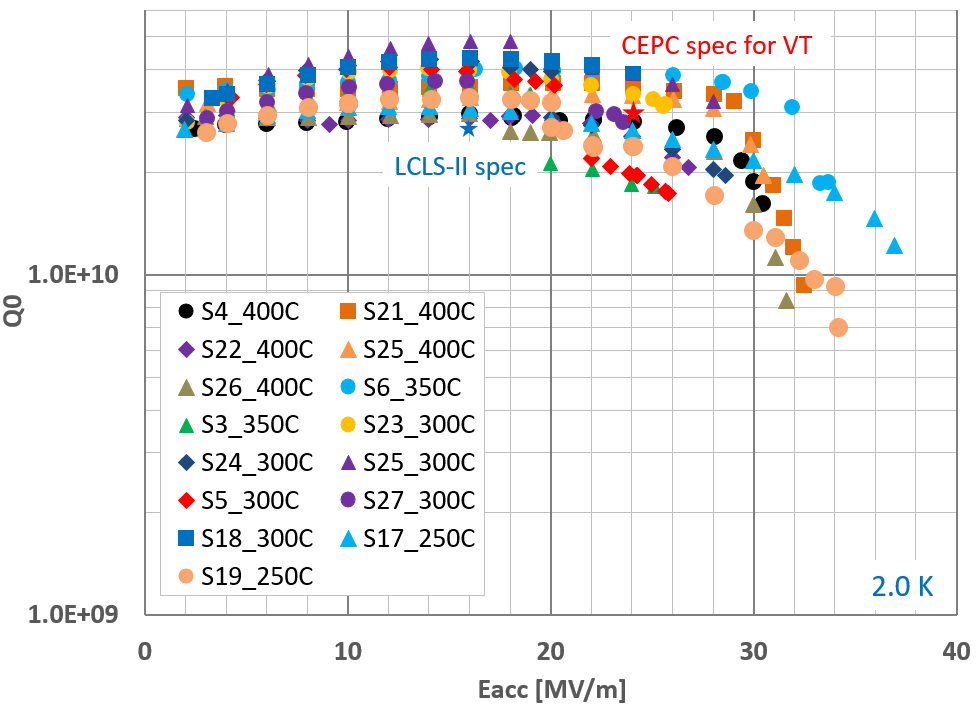 CEPC spec for VT
LCLS-II spec
1.0E+10
Q0
S4_400C
S21_400C
S22_400C
S25_400C
S26_400C
S6_350C
S3_350C
S23_300C
S24_300C
S25_300C
S5_300C
S27_300C
S18_300C
S17_250C
S19_250C
2.0 K
1.0E+09
0
10
20
30
40
Eacc [MV/m]